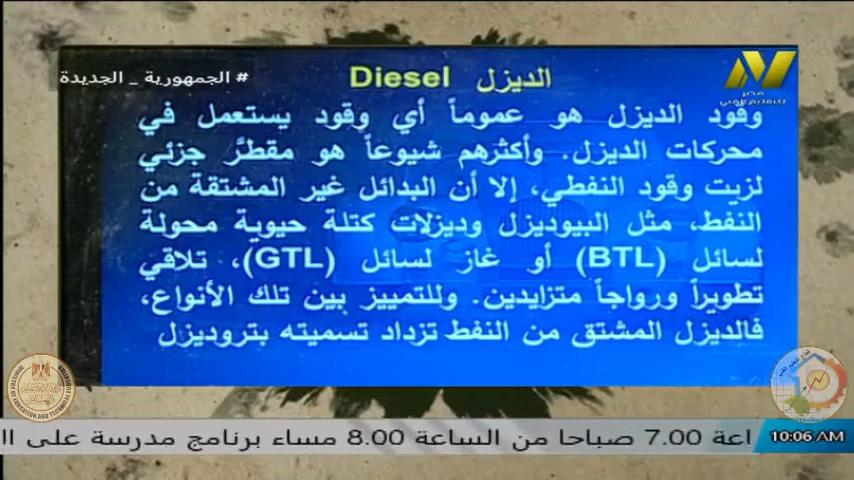 # الجمهورية _ الجديدة
الديزل Diesel
مصر
للتعليم الفني
وقود الديزل هو عموماً أي وقود يستعمل في
محركات الديزل. وأكثرهم شيوعاً هو مقطرً جزئي
لزيت وقود النفطي، إلا أن البدائل غير المشتقة من
النفط، مثل البيوديزل وديزلات كتلة حيوية محولة
لسائل (BTL) أو غاز لسائل (GTL)، تلاقي
تطويراً ورواجاً متزايدين. وللتمييز بين تلك الأنواع،
فالديزل المشتق من النفط تزداد تسميته بتروديزل
اعة 7.00 صباحا من الساعة 8.00 مساء برنامج مدرسة على ال
10:06 AM